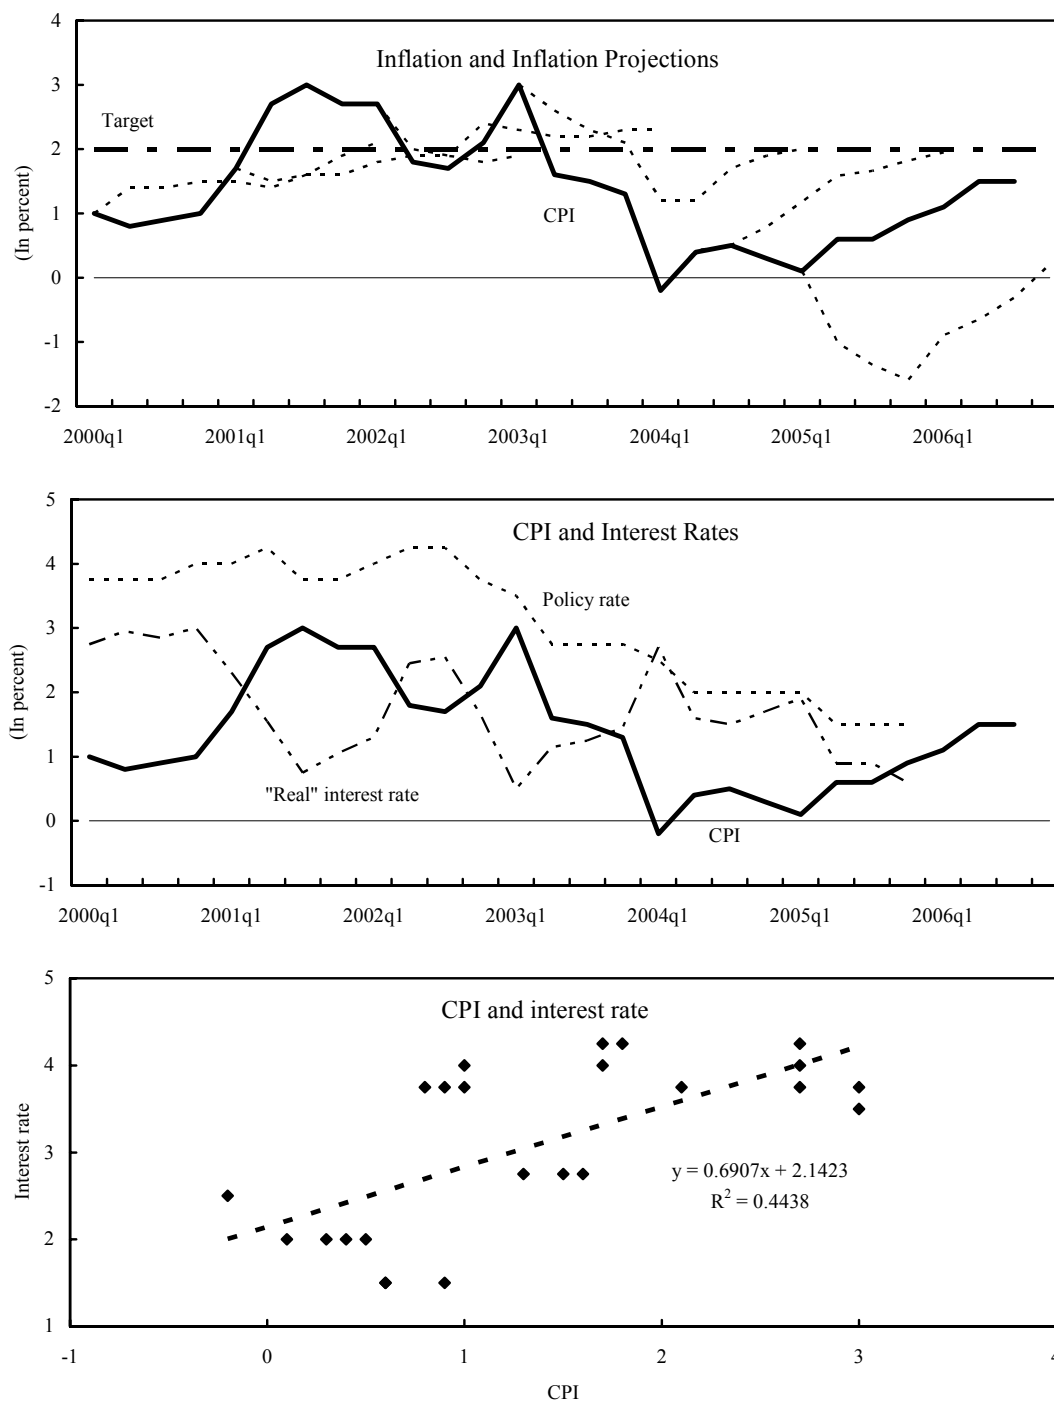 Inflation and Inflation Projections
(In percent)
4
3
2
1
0
-1
-2
Target
CPI
2000q1 2001q1 2002q1 2003q1 2004q1 2005q1 2006q1
CPI and Interest Rates
(In percent)
5
4
3
2
1
0
-1
Policy rate
"Real" interest rate
CPI
2000q1 2001q1 2002q1 2003q1 2004q1 2005q1 2006q1
CPI and interest rate
Interest rate
5
4
3
2
1
y = 0.6907x + 2.1423
R² = 0.4438
-1 0 1 2 3 4
CPI